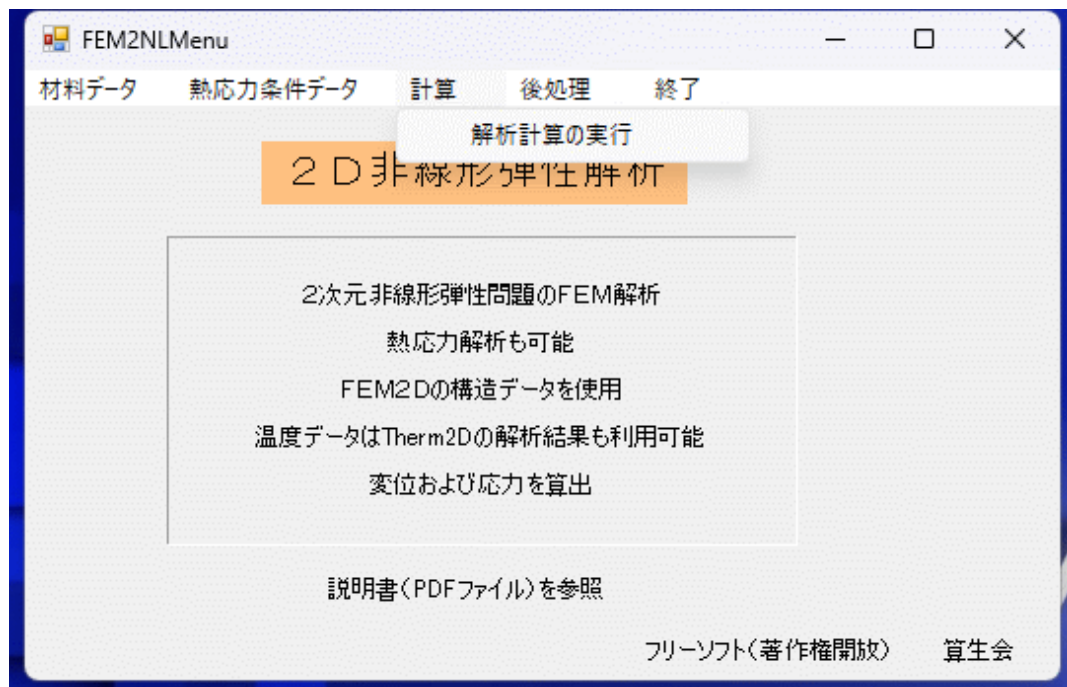 FEM2NLMenu
材料データ 熱応力条件データ 計算 後処理 終了
解析計算の実行
２Ｄ非線形弾性解析
2次元非線形弾性問題のFEM解析
熱応力解析も可能
FEM２Dの構造データを使用
温度データはTherm2Dの解析結果も利用可能
変位および応力を算出
説明書(PDFファイル)を参照
フリーソフト(著作権開放) 算生会